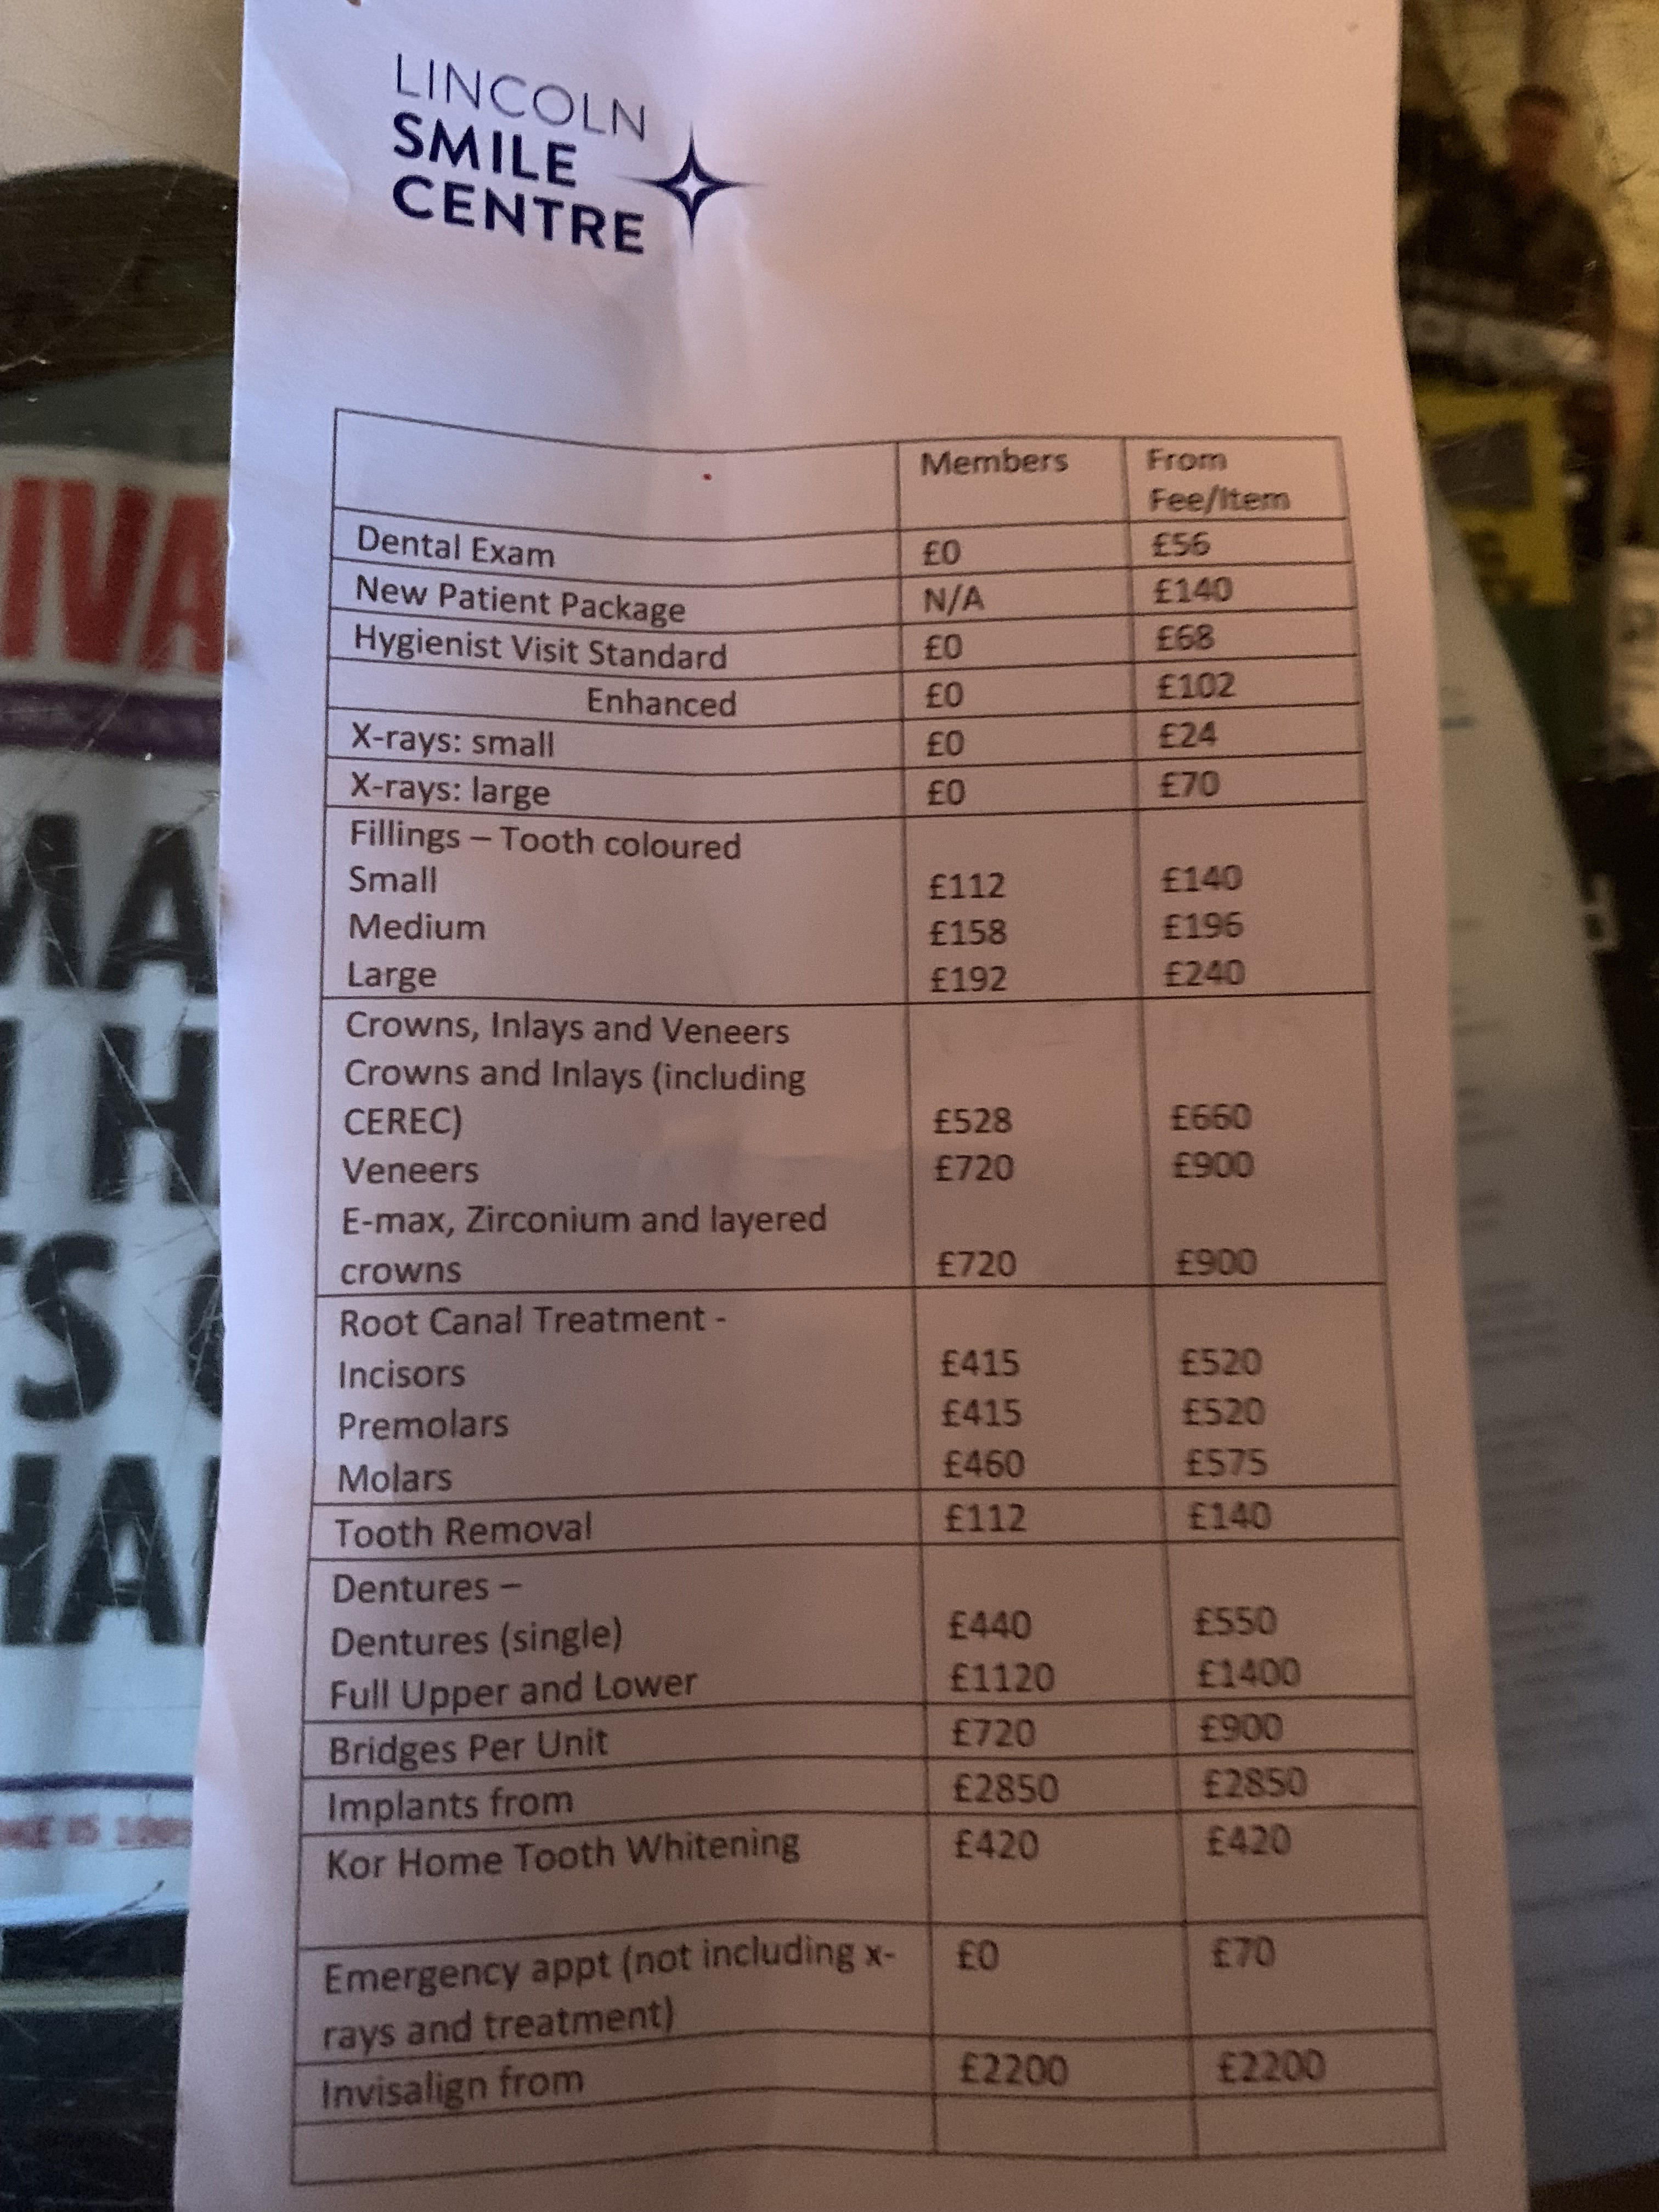 LINCOLN
SMILE
CENTRE
Members From
Fee/Item
Dental Exam £0 £56
New Patient Package N/A £140
Hygienist Visit Standard £0 £68
Enhanced £0 £102
X-rays: small £0 £24
X-rays: large £0 £70
Fillings – Tooth coloured
Small £112 £140
Medium £158 £196
Large £192 £240
Crowns, Inlays and Veneers
Crowns and Inlays (including
CEREC) £528 £660
Veneers £720 £900
E-max, Zirconium and layered
crowns £720 £900
Root Canal Treatment -
Incisors £415 £520
Premolars £415 £520
Molars £460 £575
Tooth Removal £112 £140
Dentures –
Dentures (single) £440 £550
Full Upper and Lower £1120 £1400
Bridges Per Unit £720 £900
Implants from £2850 £2850
Kor Home Tooth Whitening £420 £420
Emergency appt (not including x- £0 £70
rays and treatment)
Invisalign from £2200 £2200